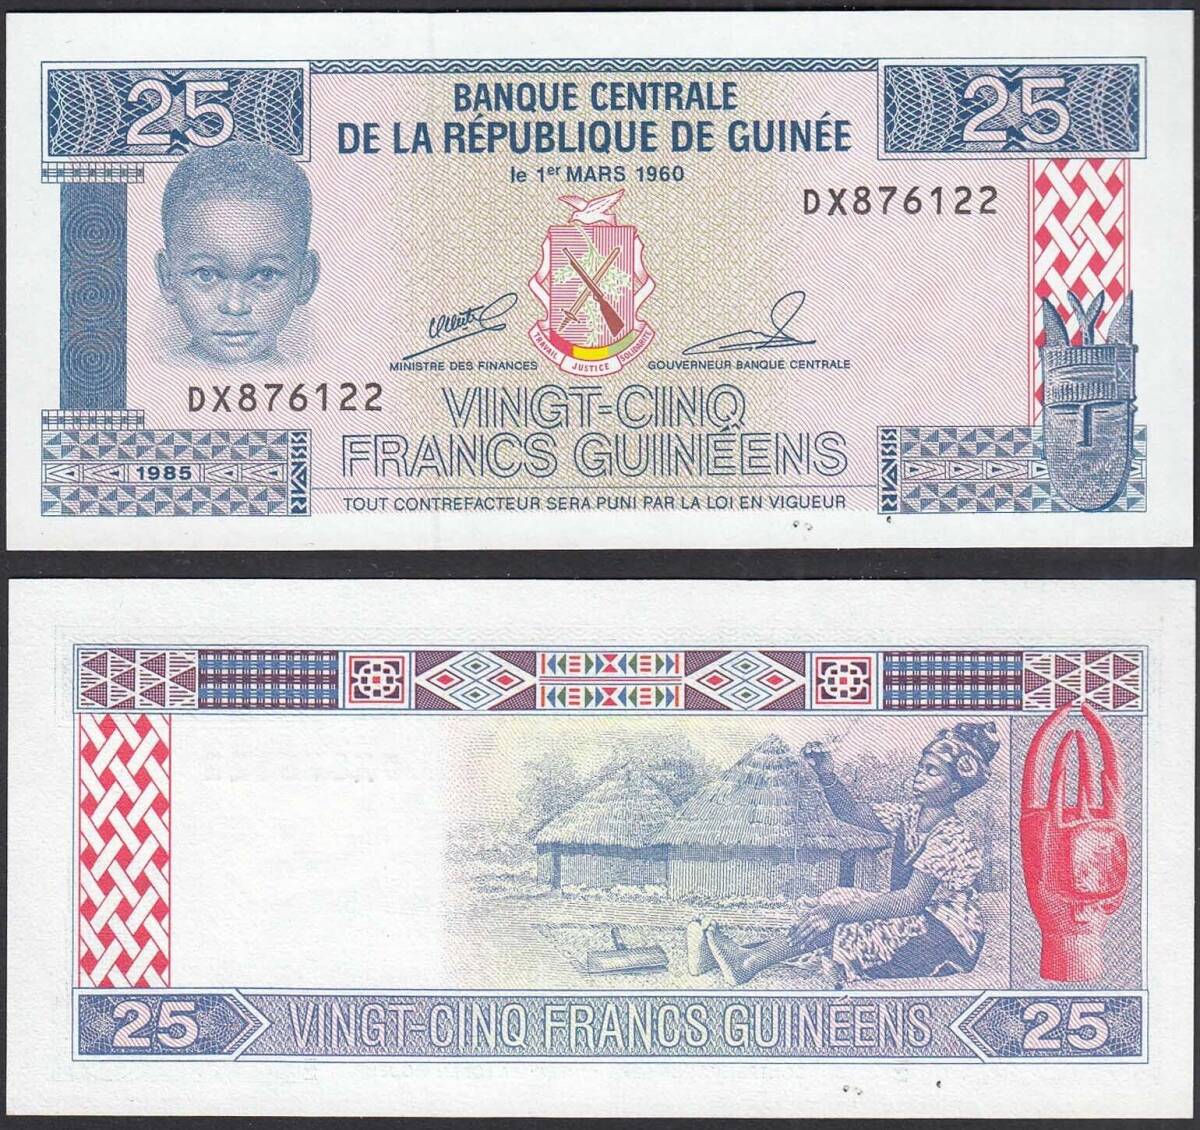 25
25
BANQUE CENTRALE
DE LA RÉPUBLIQUE DE GUINÉE
le 1er MARS 1960
DX876122
TRAVAIL JUSTICE SOLIDARITÉ
MINISTRE DES FINANCES
GOUVERNEUR BANQUE CENTRALE
DX876122
VINGT-CINQ
FRANCS GUINÉENS
1985
TOUT CONTREFACTEUR SERA PUNI PAR LA LOI EN VIGUEUR
25
VINGT-CINQ FRANCS GUINÉENS
25